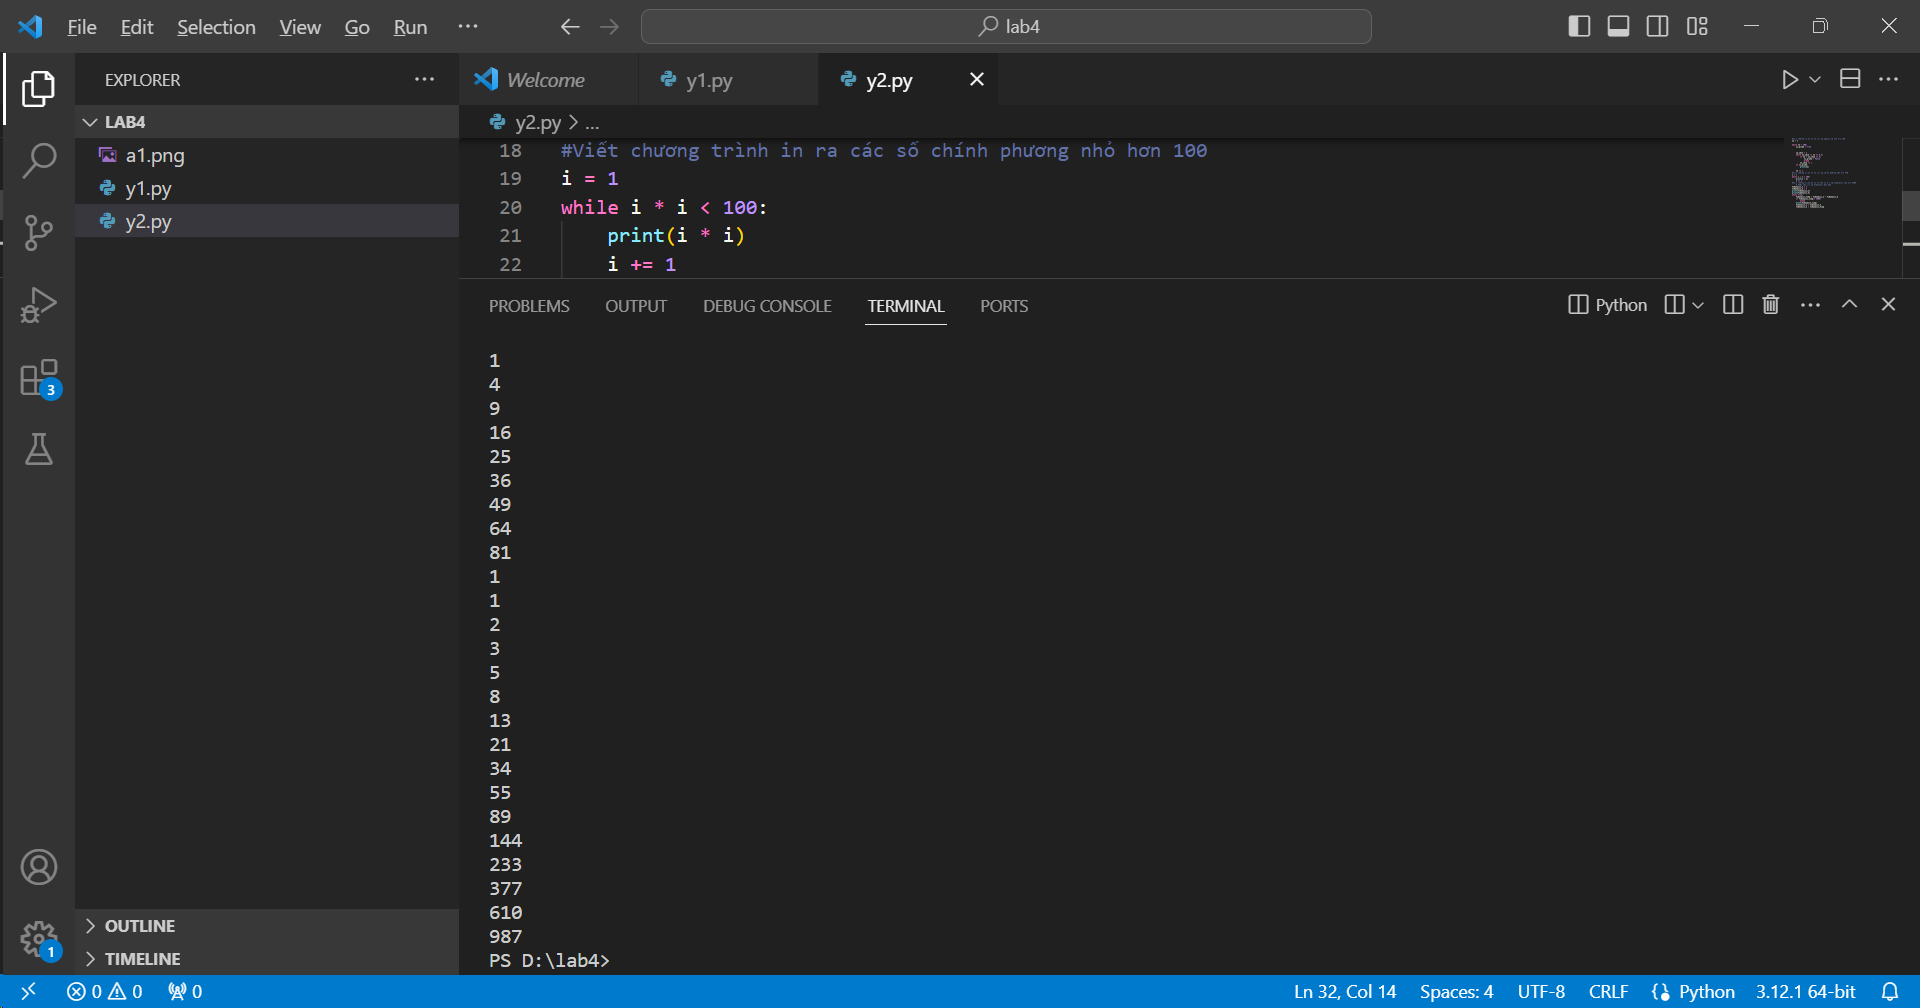 File Edit Selection View Go Run ··· lab4
EXPLORER ···
Welcome y1.py y2.py
LAB4
a1.png
y1.py
y2.py
OUTLINE
TIMELINE
y2.py > ...
18 #Viết chương trình in ra các số chính phương nhỏ hơn 100
19 i = 1
20 while i * i < 100:
21 print(i * i)
22 i += 1
PROBLEMS OUTPUT DEBUG CONSOLE TERMINAL PORTS Python
1
4
9
16
25
36
49
64
81
1
1
2
3
5
8
13
21
34
55
89
144
233
377
610
987
PS D:\lab4>
3
1
0 0 0 Ln 32, Col 14 Spaces: 4 UTF-8 CRLF Python 3.12.1 64-bit